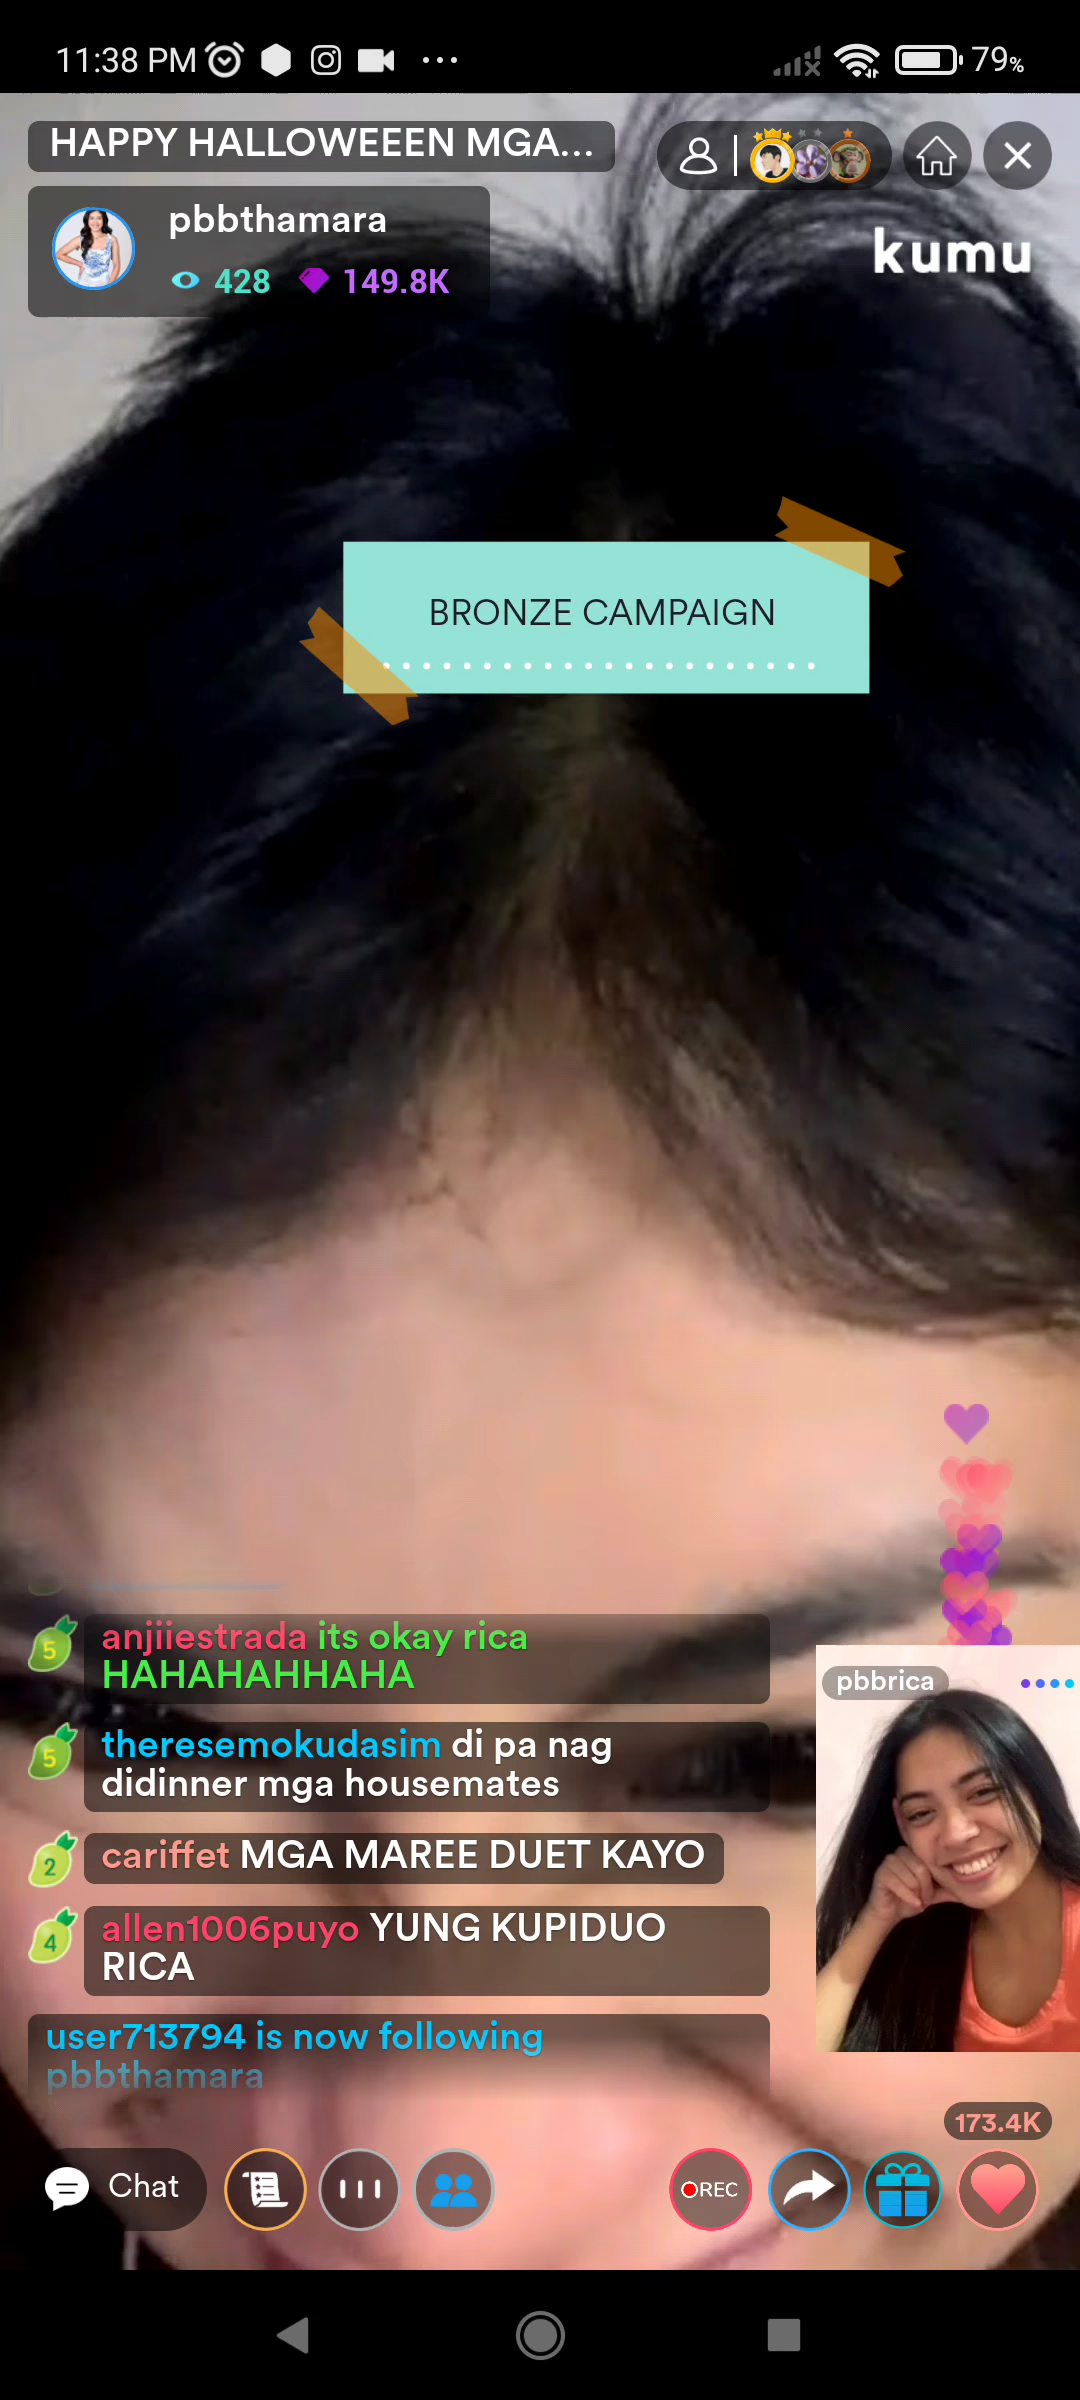 11:38 PM
79%
HAPPY HALLOWEEEN MGA...
pbbthamara
428 149.8K
kumu
BRONZE CAMPAIGN
anjiiestrada its okay rica
HAHAHAHHAHA
5
theresemokudasim di pa nag
didinner mga housemates
5
cariffet MGA MAREE DUET KAYO
2
allen1006puyo YUNG KUPIDUO
RICA
4
user713794 is now following
pbbthamara
pbbrica
173.4K
Chat
REC